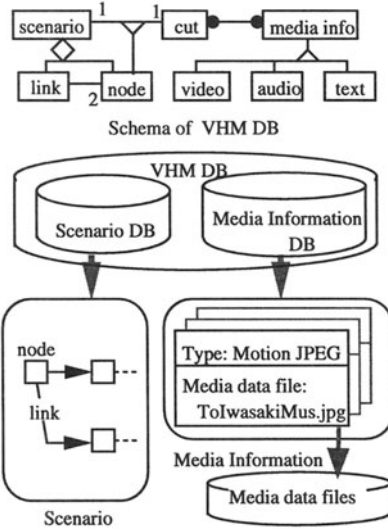 scenario 1 1 cut media info
link 2 node video audio text
Schema of VHM DB
VHM DB
Scenario DB
Media Information
DB
node
link
Scenario
Type: Motion JPEG
Media data file:
ToIwasakiMus.jpg
Media Information
Media data files